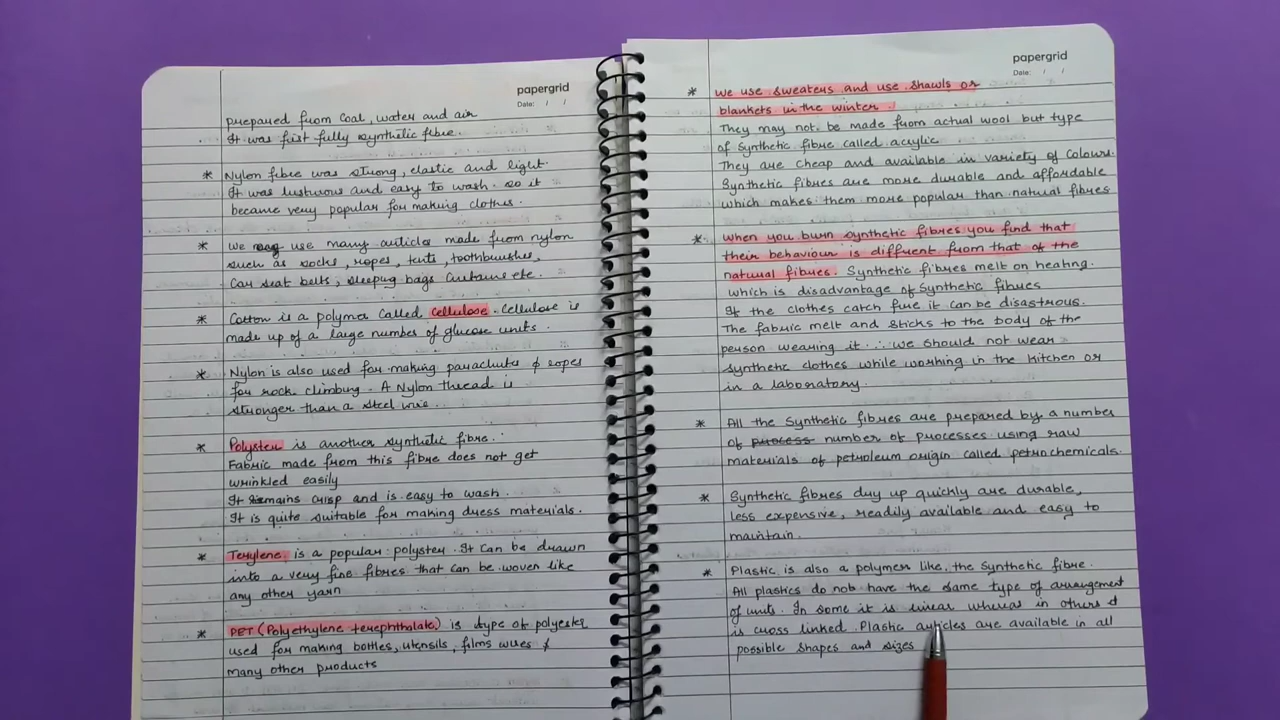 papergrid
Date: / /
prepared from Coal, water and air
It was first fully synthetic fibre.
* Nylon fibre was strong, elastic and light.
It was lustrous and easy to wash. so it
became very popular for making clothes.
* We use many articles made from nylon
such as socks, ropes, tents, toothbrushes,
Car seat belts, sleeping bags Curtains etc.
* Cotton is a polymer called cellulose. Cellulose is
made up of a large number of glucose units.
* Nylon is also used for making parachutes & ropes
for rock climbing. A Nylon thread is
stronger than a steel wire.
* Polyster is another synthetic fibre.
Fabric made from this fibre does not get
wrinkled easily
It remains crisp and is easy to wash.
It is quite suitable for making dress materials.
* Terylene is a popular polyster. It can be drawn
into a very fine fibres that can be woven like
any other yarn
* PET (Polyethylene terephthalate) is type of polyester
used for making bottles, utensils, films wires &
many other products
papergrid
Date: / /
* We use sweaters and use shawls or
blankets in the winter.
They may not be made from actual wool but type
of Synthetic fibre called acrylic.
They are cheap and available in variety of Colours.
Synthetic fibres are more durable and affordable
which makes them more popular than natural fibres
* When you burn synthetic fibres you find that
their behaviour is diffrent from that of the
natural fibres. Synthetic fibres melt on heating.
which is disadvantage of Synthetic fibres
If the clothes catch fire it can be disastrous.
The fabric melt and sticks to the body of the
person wearing it ∴ we should not wear
synthetic clothes while working in the Kitchen or
in a laboratory.
* All the Synthetic fibres are prepared by a number
of process number of processes using raw
materials of petroleum origin called petrochemicals.
* Synthetic fibres dry up quickly are durable,
less expensive, readily available and easy to
maintain.
* Plastic is also a polymer like, the Synthetic fibre.
All plastics do not have the same type of arrangement
of units. In some it is linear whereas in others it
is cross linked. Plastic articles are available in all
possible shapes and sizes